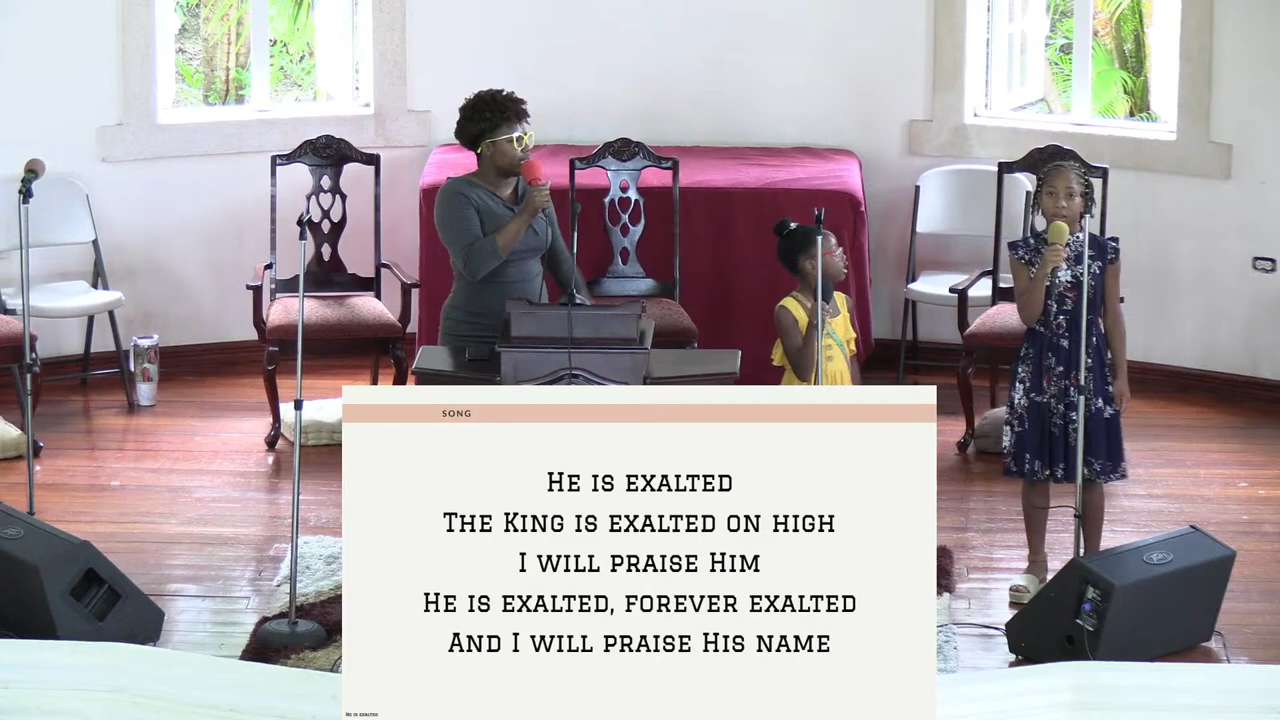 SONG
He is exalted
The King is exalted on high
I will praise Him
He is exalted, forever exalted
And I will praise His name
He is exalted
PEAVEY